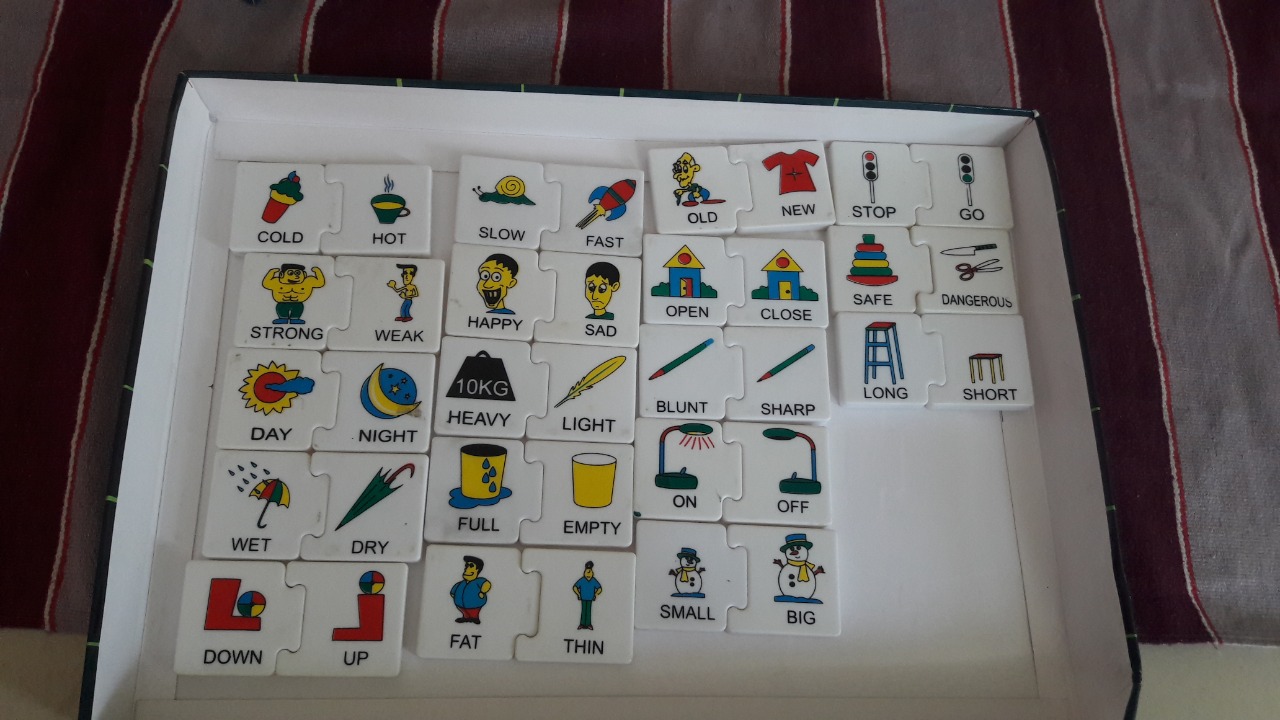 COLD HOT
STRONG WEAK
DAY NIGHT
WET DRY
DOWN UP
SLOW FAST
HAPPY SAD
10KG
HEAVY LIGHT
FULL EMPTY
FAT THIN
OLD NEW
OPEN CLOSE
BLUNT SHARP
ON OFF
SMALL BIG
STOP GO
SAFE DANGEROUS
LONG SHORT